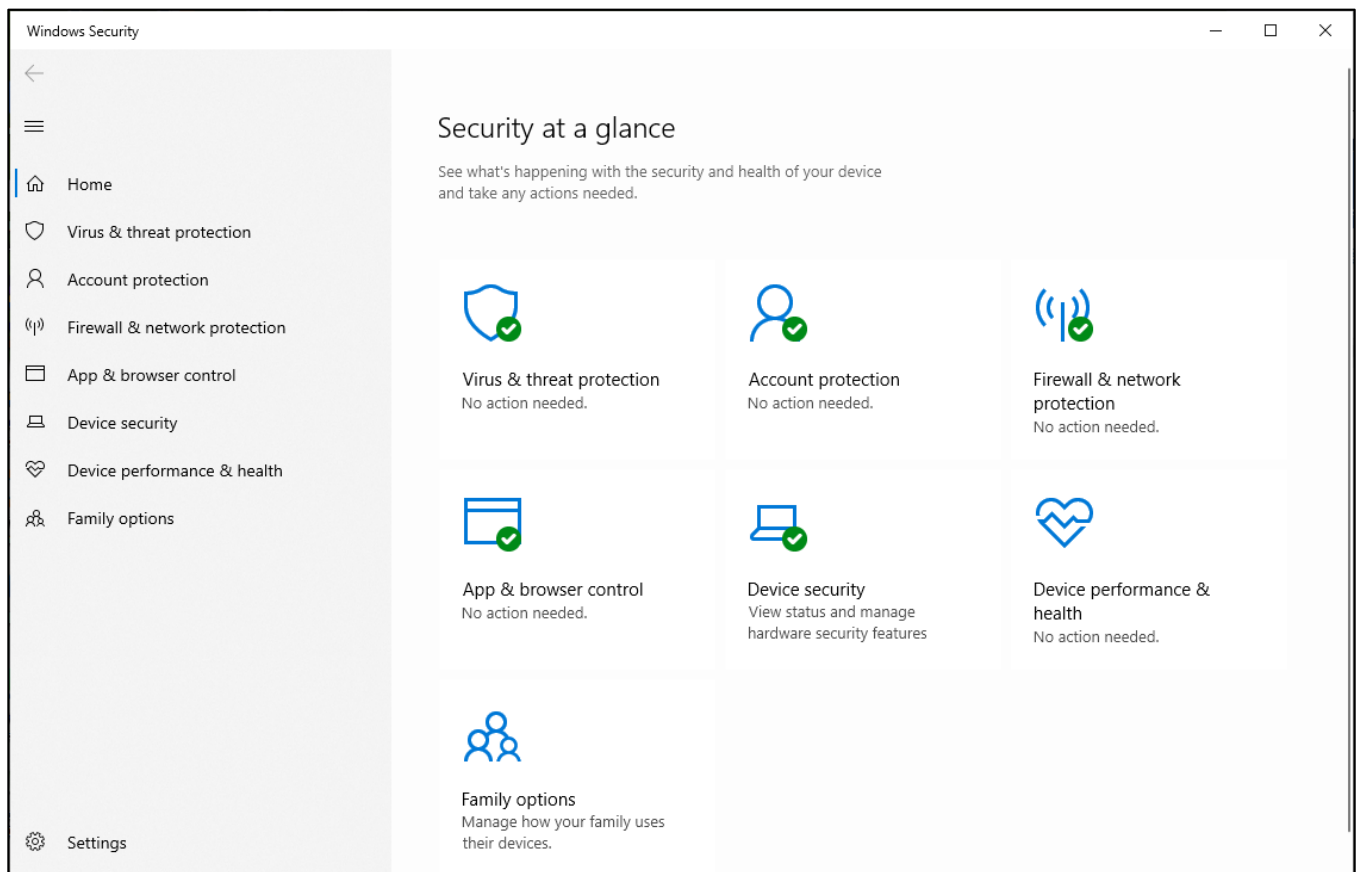 Windows Security
Home
Virus & threat protection
Account protection
Firewall & network protection
App & browser control
Device security
Device performance & health
Family options
Settings
Security at a glance
See what's happening with the security and health of your device
and take any actions needed.
Virus & threat protection
No action needed.
Account protection
No action needed.
Firewall & network
protection
No action needed.
App & browser control
No action needed.
Device security
View status and manage
hardware security features
Device performance &
health
No action needed.
Family options
Manage how your family uses
their devices.